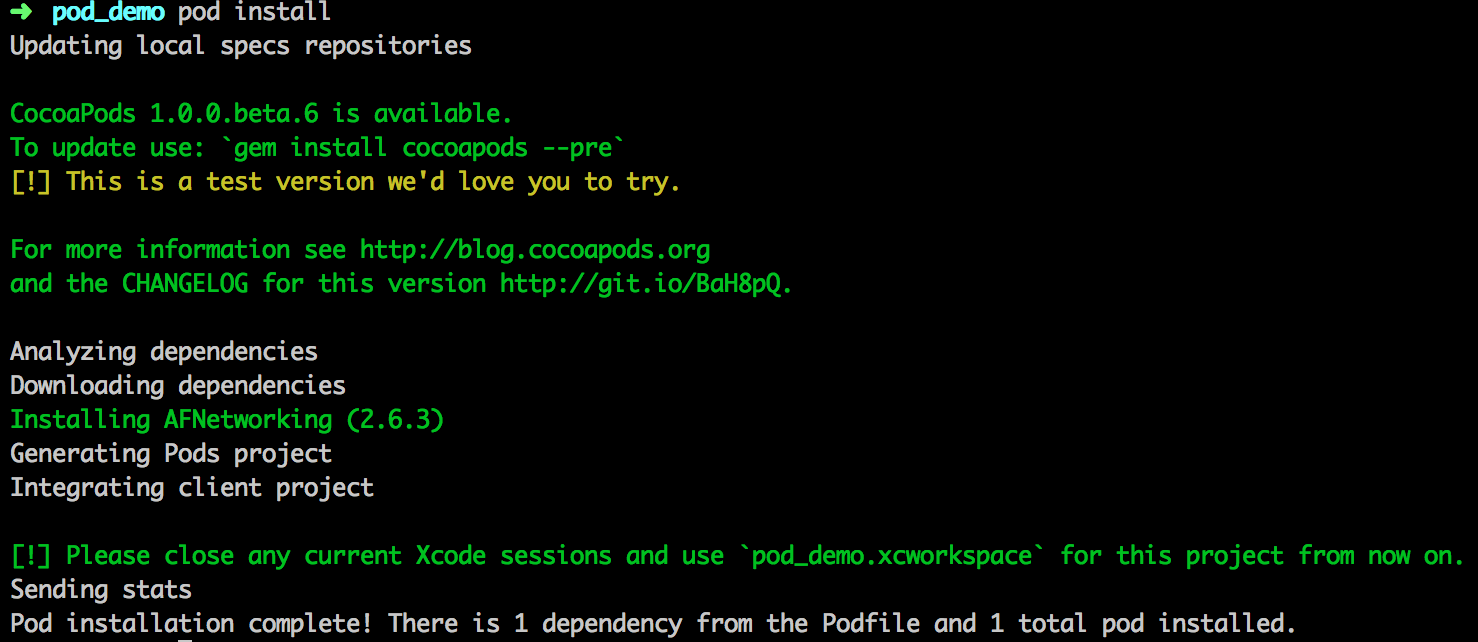 ➜ pod_demo pod install
Updating local specs repositories
CocoaPods 1.0.0.beta.6 is available.
To update use: `gem install cocoapods --pre`
[!] This is a test version we'd love you to try.
For more information see http://blog.cocoapods.org
and the CHANGELOG for this version http://git.io/BaH8pQ.
Analyzing dependencies
Downloading dependencies
Installing AFNetworking (2.6.3)
Generating Pods project
Integrating client project
[!] Please close any current Xcode sessions and use `pod_demo.xcworkspace` for this project from now on.
Sending stats
Pod installation complete! There is 1 dependency from the Podfile and 1 total pod installed.